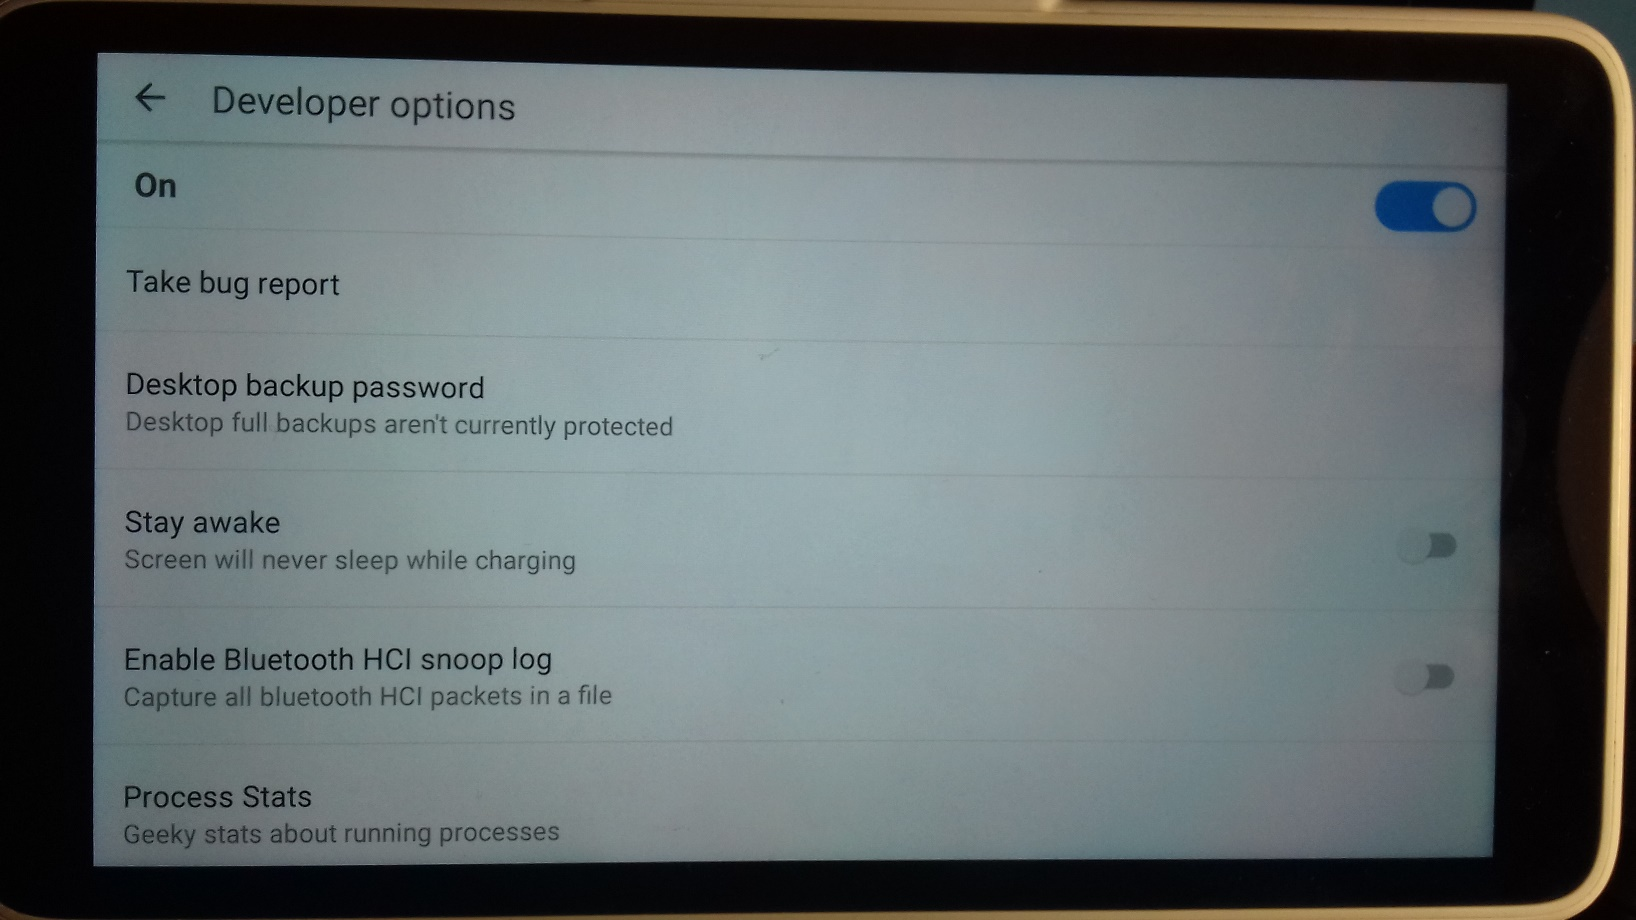 Developer options
On
Take bug report
Desktop backup password
Desktop full backups aren't currently protected
Stay awake
Screen will never sleep while charging
Enable Bluetooth HCI snoop log
Capture all bluetooth HCI packets in a file
Process Stats
Geeky stats about running processes